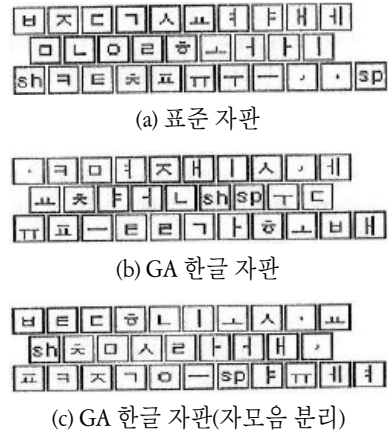 ㅂ ㅈ ㄷ ㄱ ㅅ ㅛ ㅕ ㅑ ㅐ ㅔ
ㅁ ㄴ ㅇ ㄹ ㅎ ㅗ ㅓ ㅏ ㅣ
sh ㅋ ㅌ ㅊ ㅍ ㅠ ㅜ ㅡ , . sp
(a) 표준 자판
. ㅋ ㅁ ㅕ ㅈ ㅐ ㅣ ㅅ , ㅔ
ㅛ ㅊ ㅑ ㅓ ㄴ sh sp ㅜ ㄷ
ㅠ ㅍ ㅡ ㅌ ㄹ ㄱ ㅏ ㅎ ㅗ ㅂ ㅐ
(b) GA 한글 자판
ㅂ ㅌ ㄷ ㅎ ㄴ ㅣ ㅗ ㅅ . ㅛ
sh ㅊ ㅁ ㅅ ㄹ ㅏ ㅓ ㅐ ,
ㅍ ㅋ ㅈ ㄱ ㅇ ㅡ sp ㅑ ㅠ ㅔ ㅕ
(c) GA 한글 자판(자모음 분리)